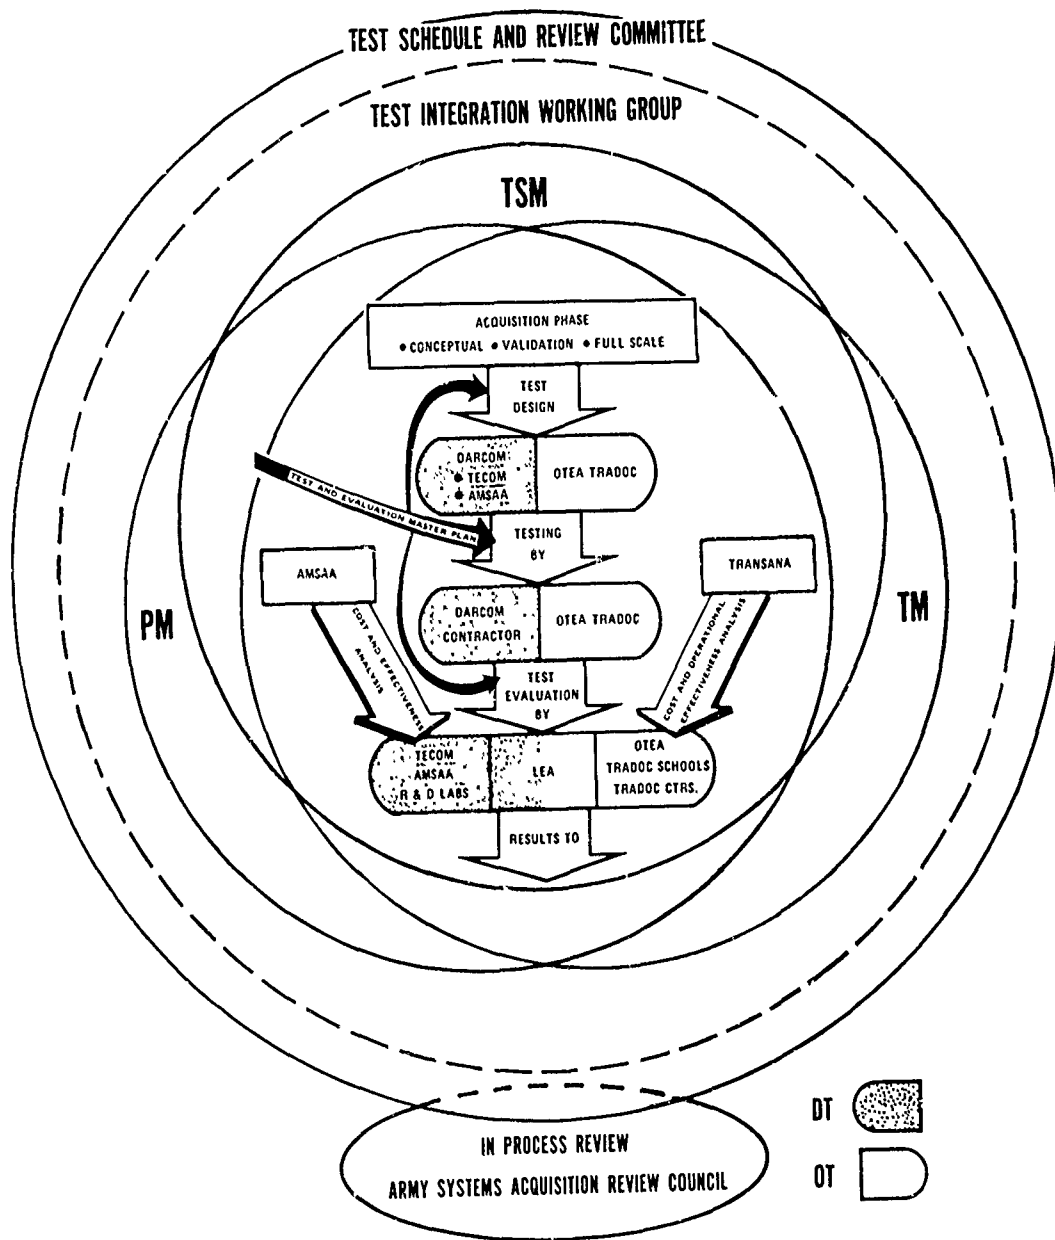 TEST SCHEDULE AND REVIEW COMMITTEE
TEST INTEGRATION WORKING GROUP
TSM
ACQUISITION PHASE
• CONCEPTUAL • VALIDATION • FULL SCALE
TEST
DESIGN
DARCOM
• TECOM
• AMSAA
OTEA TRADOC
TEST AND EVALUATION MASTER PLAN
TESTING
BY
AMSAA
TRANSANA
PM
TM
DARCOM
CONTRACTOR
OTEA TRADOC
COST AND EFFECTIVENESS
ANALYSIS
COST AND OPERATIONAL
EFFECTIVENESS ANALYSIS
TEST
EVALUATION
BY
TECOM
AMSAA
R & D LABS
LEA
OTEA
TRADOC SCHOOLS
TRADOC CTRS.
RESULTS TO
IN PROCESS REVIEW
ARMY SYSTEMS ACQUISITION REVIEW COUNCIL
DT
OT